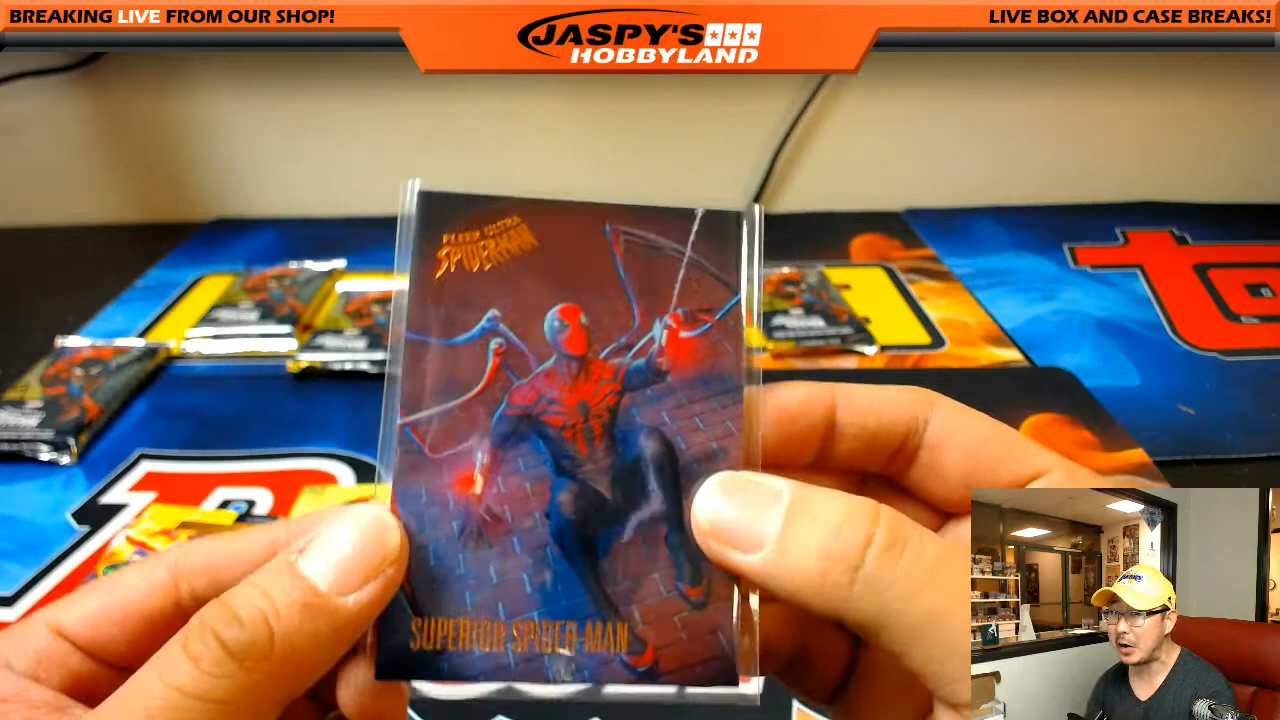 BREAKING LIVE FROM OUR SHOP!
JASPY'S
HOBBYLAND
LIVE BOX AND CASE BREAKS!
FLEER ULTRA
SPIDER-MAN
SUPERIOR SPIDER-MAN